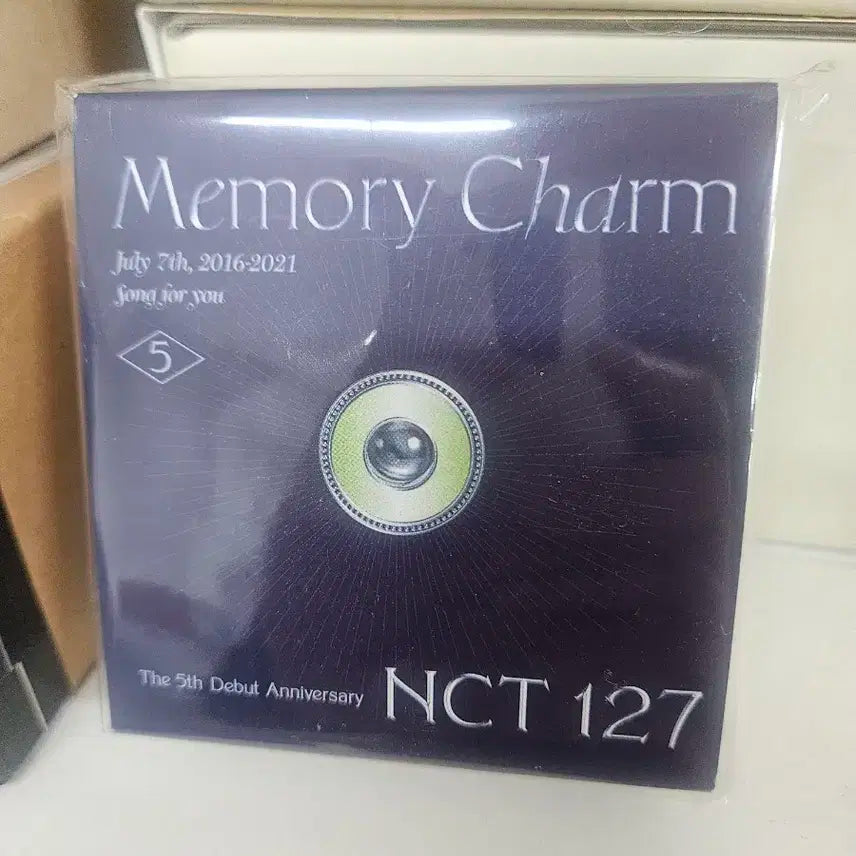 Memory Charm
July 7th, 2016-2021
Song for you
5
The 5th Debut Anniversary
NCT 127